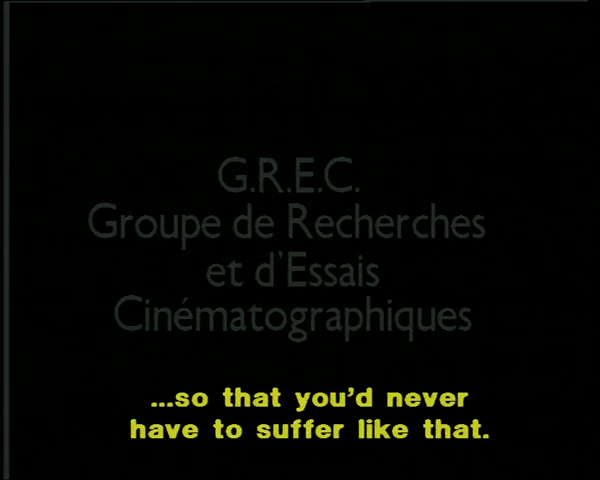 G.R.E.C.
Groupe de Recherches
et d'Essais
Cinématographiques
...so that you'd never
have to suffer like that.